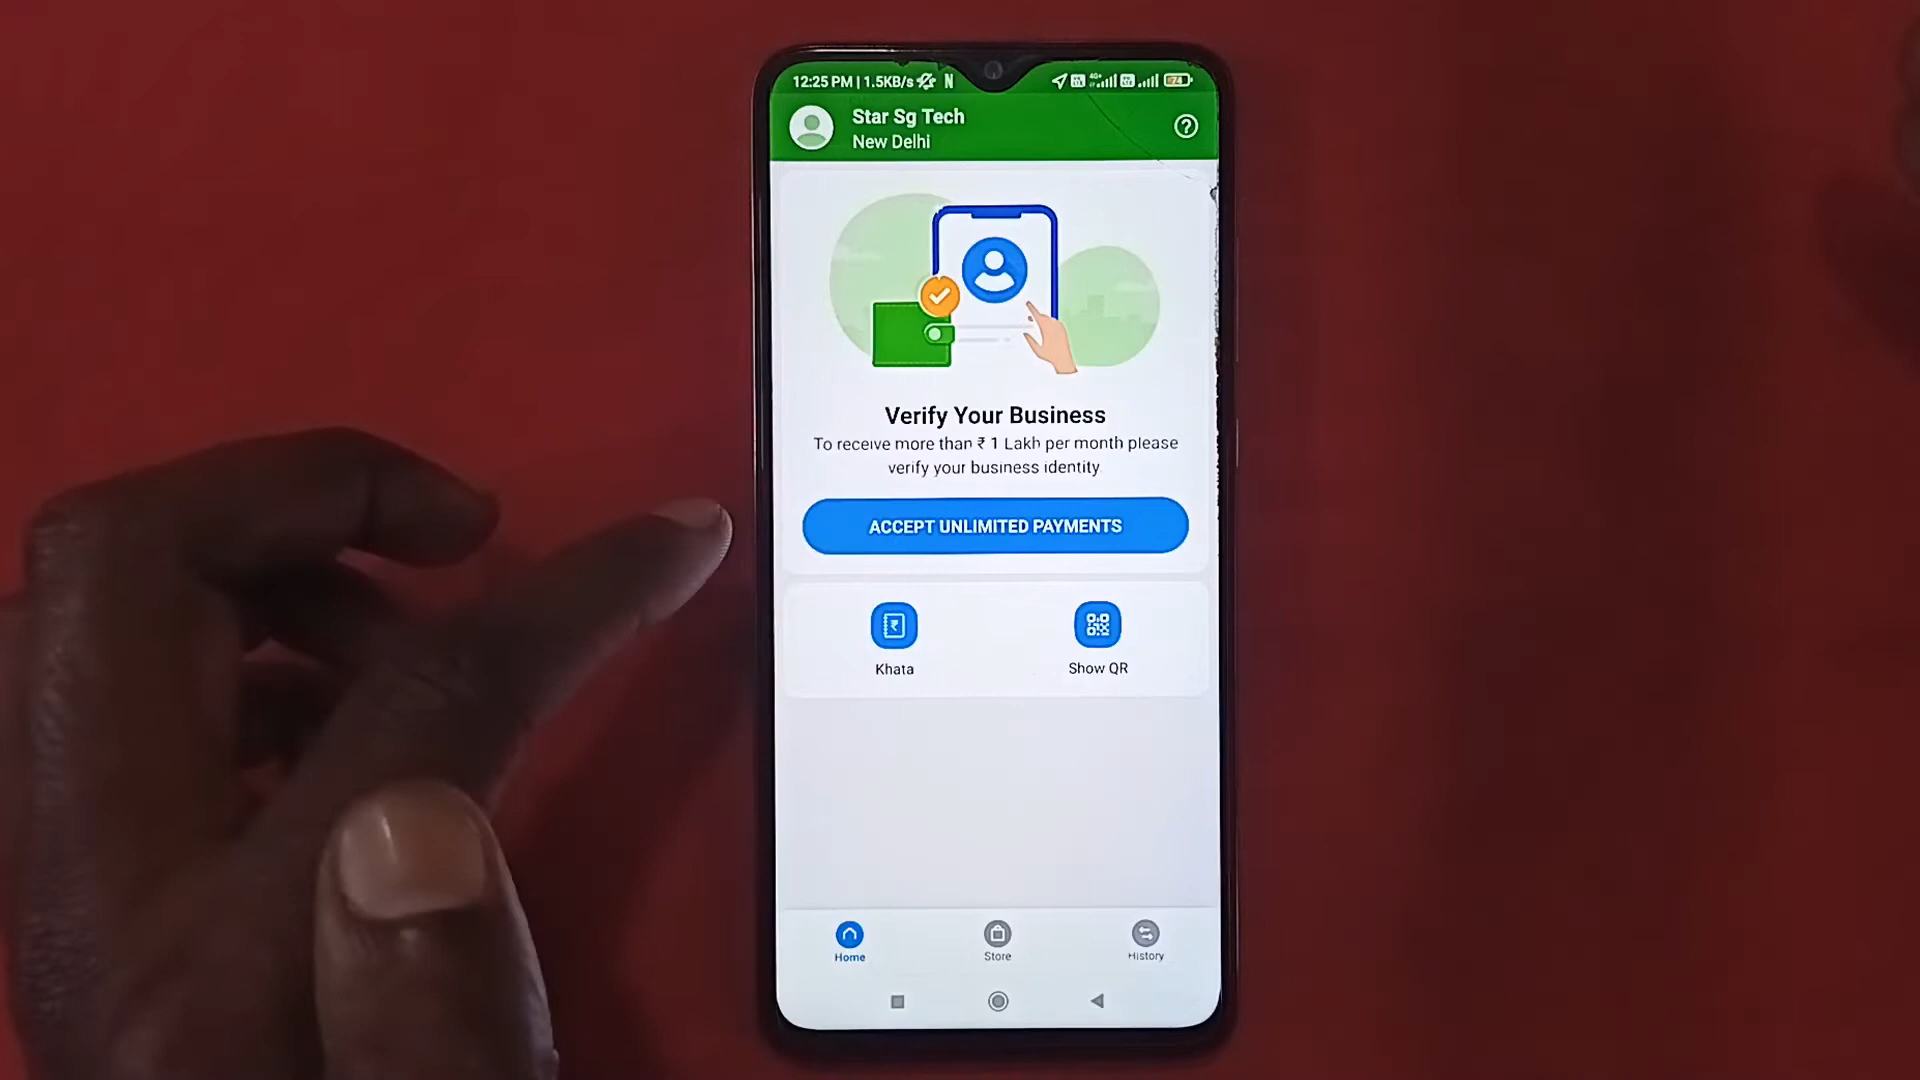 12:25 PM | 1.5KB/s
74
Star Sg Tech
New Delhi
Verify Your Business
To receive more than ₹ 1 Lakh per month please
verify your business identity
ACCEPT UNLIMITED PAYMENTS
Khata
Show QR
Home
Store
History